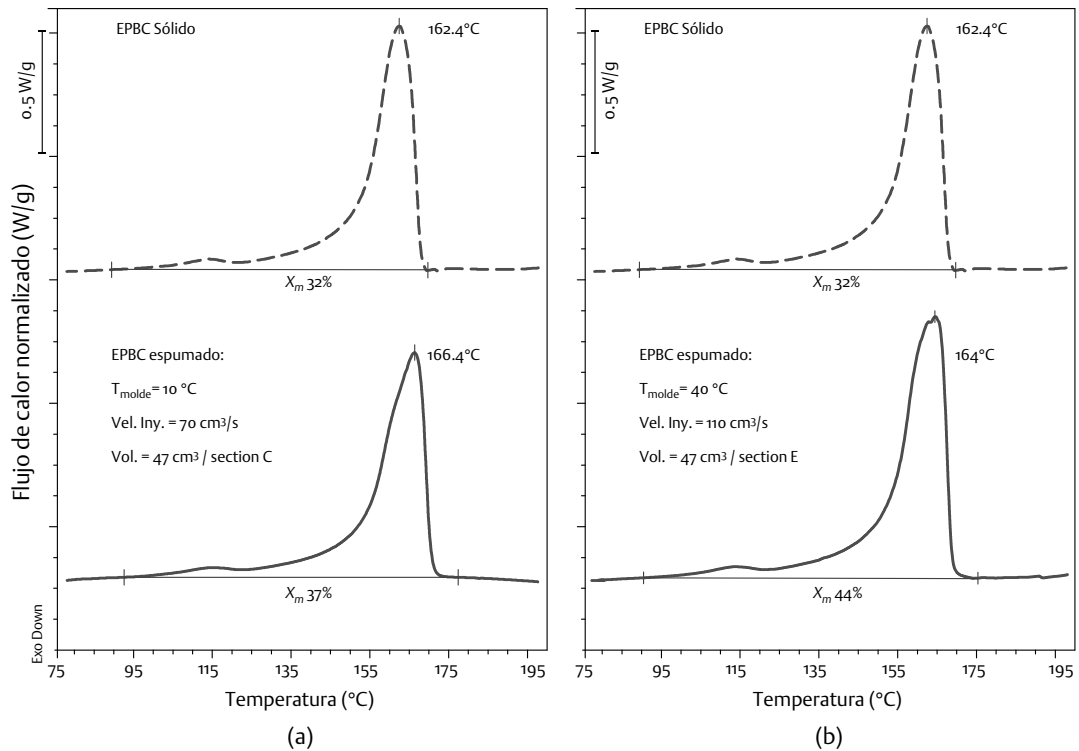 EPBC Sólido
162.4°C
0.5 W/g
X_m 32%
EPBC espumado:
166.4°C
T_molde= 10 °C
Vel. Iny. = 70 cm³/s
Vol. = 47 cm³ / section C
X_m 37%
Flujo de calor normalizado (W/g)
Exo Down
75 95 115 135 155 175 195
Temperatura (°C)
(a)
EPBC Sólido
162.4°C
0.5 W/g
X_m 32%
EPBC espumado:
164°C
T_molde= 40 °C
Vel. Iny. = 110 cm³/s
Vol. = 47 cm³ / section E
X_m 44%
75 95 115 135 155 175 195
Temperatura (°C)
(b)